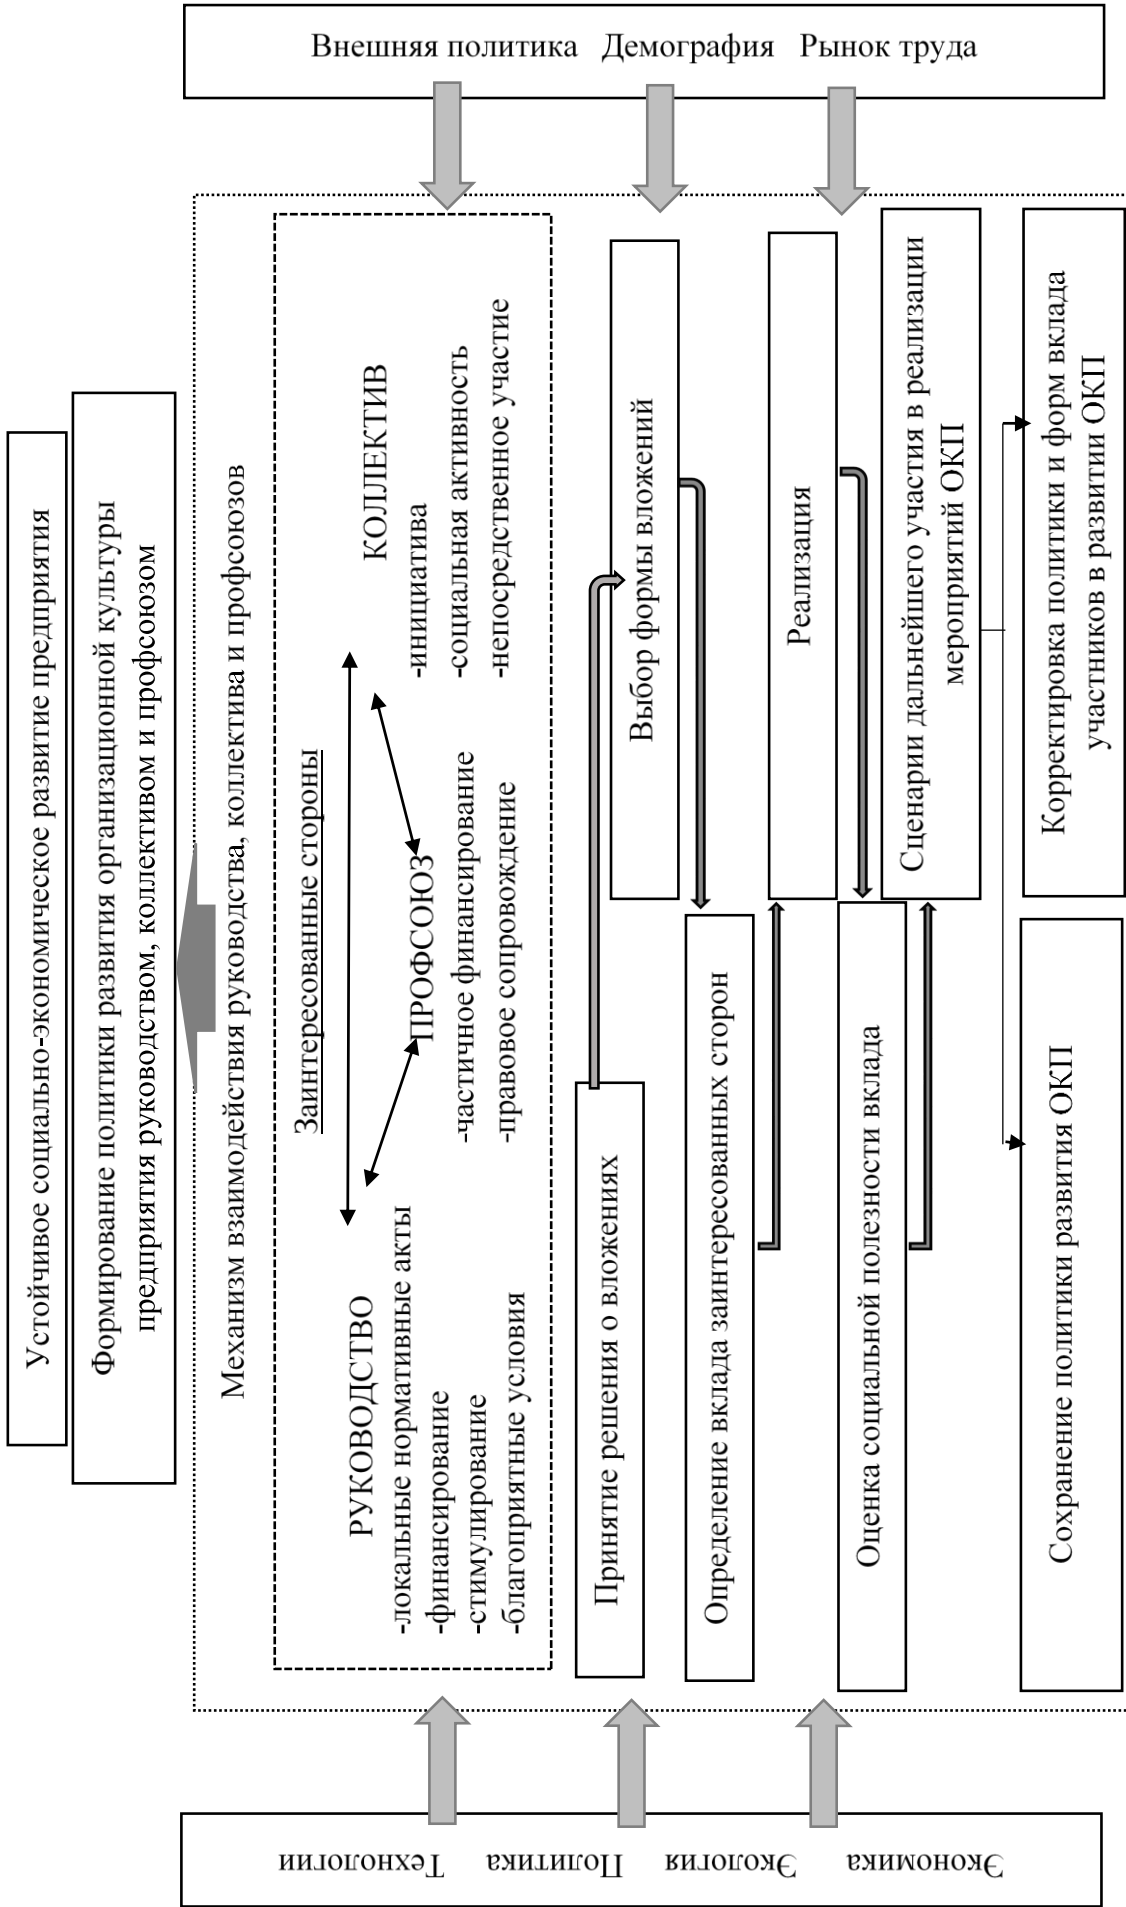 Устойчивое социально-экономическое развитие предприятия
Формирование политики развития организационной культуры
предприятия руководством, коллективом и профсоюзом
Механизм взаимодействия руководства, коллектива и профсоюзов
Заинтересованные стороны
РУКОВОДСТВО
-локальные нормативные акты
-финансирование
-стимулирование
-благоприятные условия
ПРОФСОЮЗ
-частичное финансирование
-правовое сопровождение
КОЛЛЕКТИВ
-инициатива
-социальная активность
-непосредственное участие
Принятие решения о вложениях
Выбор формы вложений
Определение вклада заинтересованных сторон
Реализация
Оценка социальной полезности вклада
Сценарии дальнейшего участия в реализации
мероприятий ОКП
Сохранение политики развития ОКП
Корректировка политики и форм вклада
участников в развитии ОКП
Экономика Экология Политика Технологии
Внешняя политика Демография Рынок труда